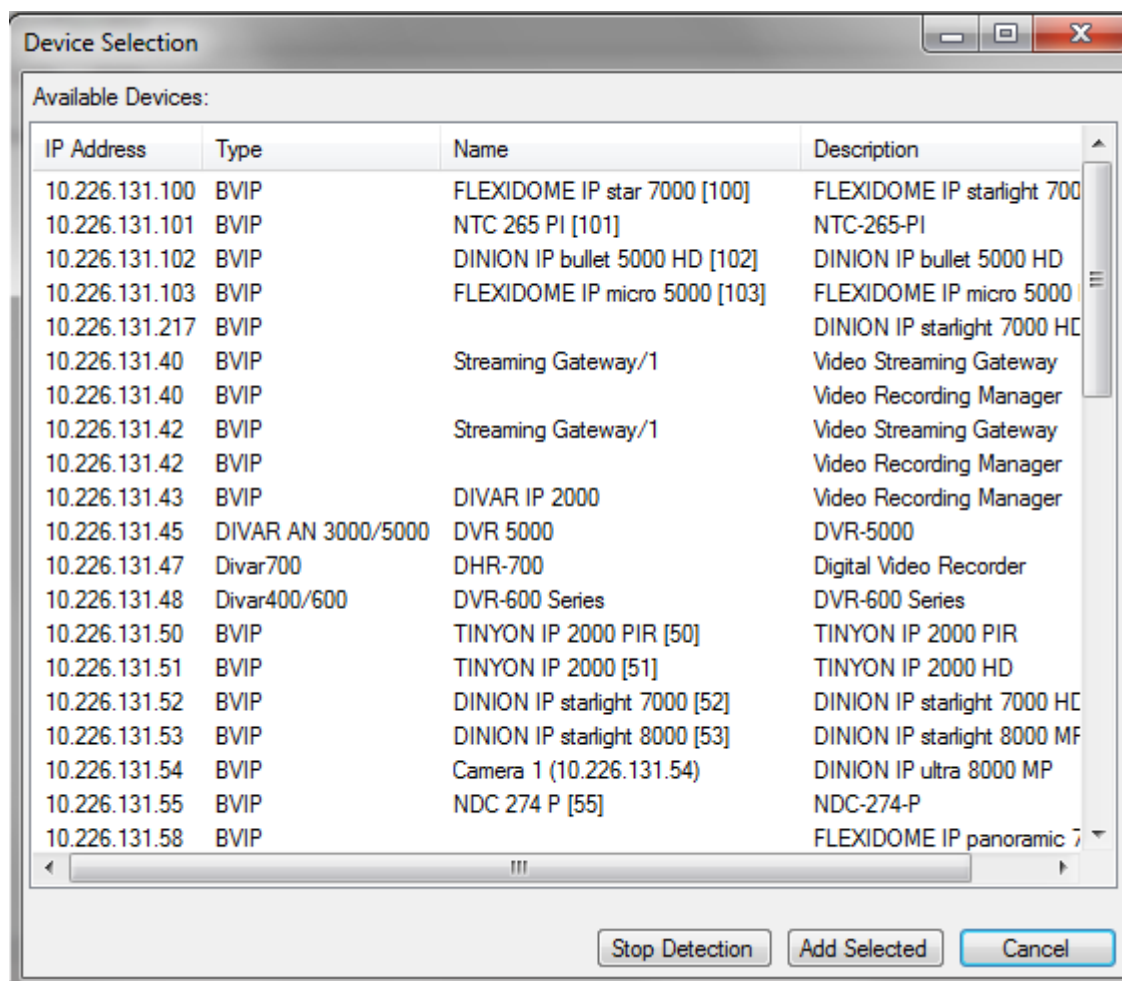 Device Selection
Available Devices:
IP Address Type Name Description
10.226.131.100 BVIP FLEXIDOME IP star 7000 [100] FLEXIDOME IP starlight 700
10.226.131.101 BVIP NTC 265 PI [101] NTC-265-PI
10.226.131.102 BVIP DINION IP bullet 5000 HD [102] DINION IP bullet 5000 HD
10.226.131.103 BVIP FLEXIDOME IP micro 5000 [103] FLEXIDOME IP micro 5000
10.226.131.217 BVIP DINION IP starlight 7000 HD
10.226.131.40 BVIP Streaming Gateway/1 Video Streaming Gateway
10.226.131.40 BVIP Video Recording Manager
10.226.131.42 BVIP Streaming Gateway/1 Video Streaming Gateway
10.226.131.42 BVIP Video Recording Manager
10.226.131.43 BVIP DIVAR IP 2000 Video Recording Manager
10.226.131.45 DIVAR AN 3000/5000 DVR 5000 DVR-5000
10.226.131.47 Divar700 DHR-700 Digital Video Recorder
10.226.131.48 Divar400/600 DVR-600 Series DVR-600 Series
10.226.131.50 BVIP TINYON IP 2000 PIR [50] TINYON IP 2000 PIR
10.226.131.51 BVIP TINYON IP 2000 [51] TINYON IP 2000 HD
10.226.131.52 BVIP DINION IP starlight 7000 [52] DINION IP starlight 7000 HD
10.226.131.53 BVIP DINION IP starlight 8000 [53] DINION IP starlight 8000 MP
10.226.131.54 BVIP Camera 1 (10.226.131.54) DINION IP ultra 8000 MP
10.226.131.55 BVIP NDC 274 P [55] NDC-274-P
10.226.131.58 BVIP FLEXIDOME IP panoramic 7
Stop Detection Add Selected Cancel